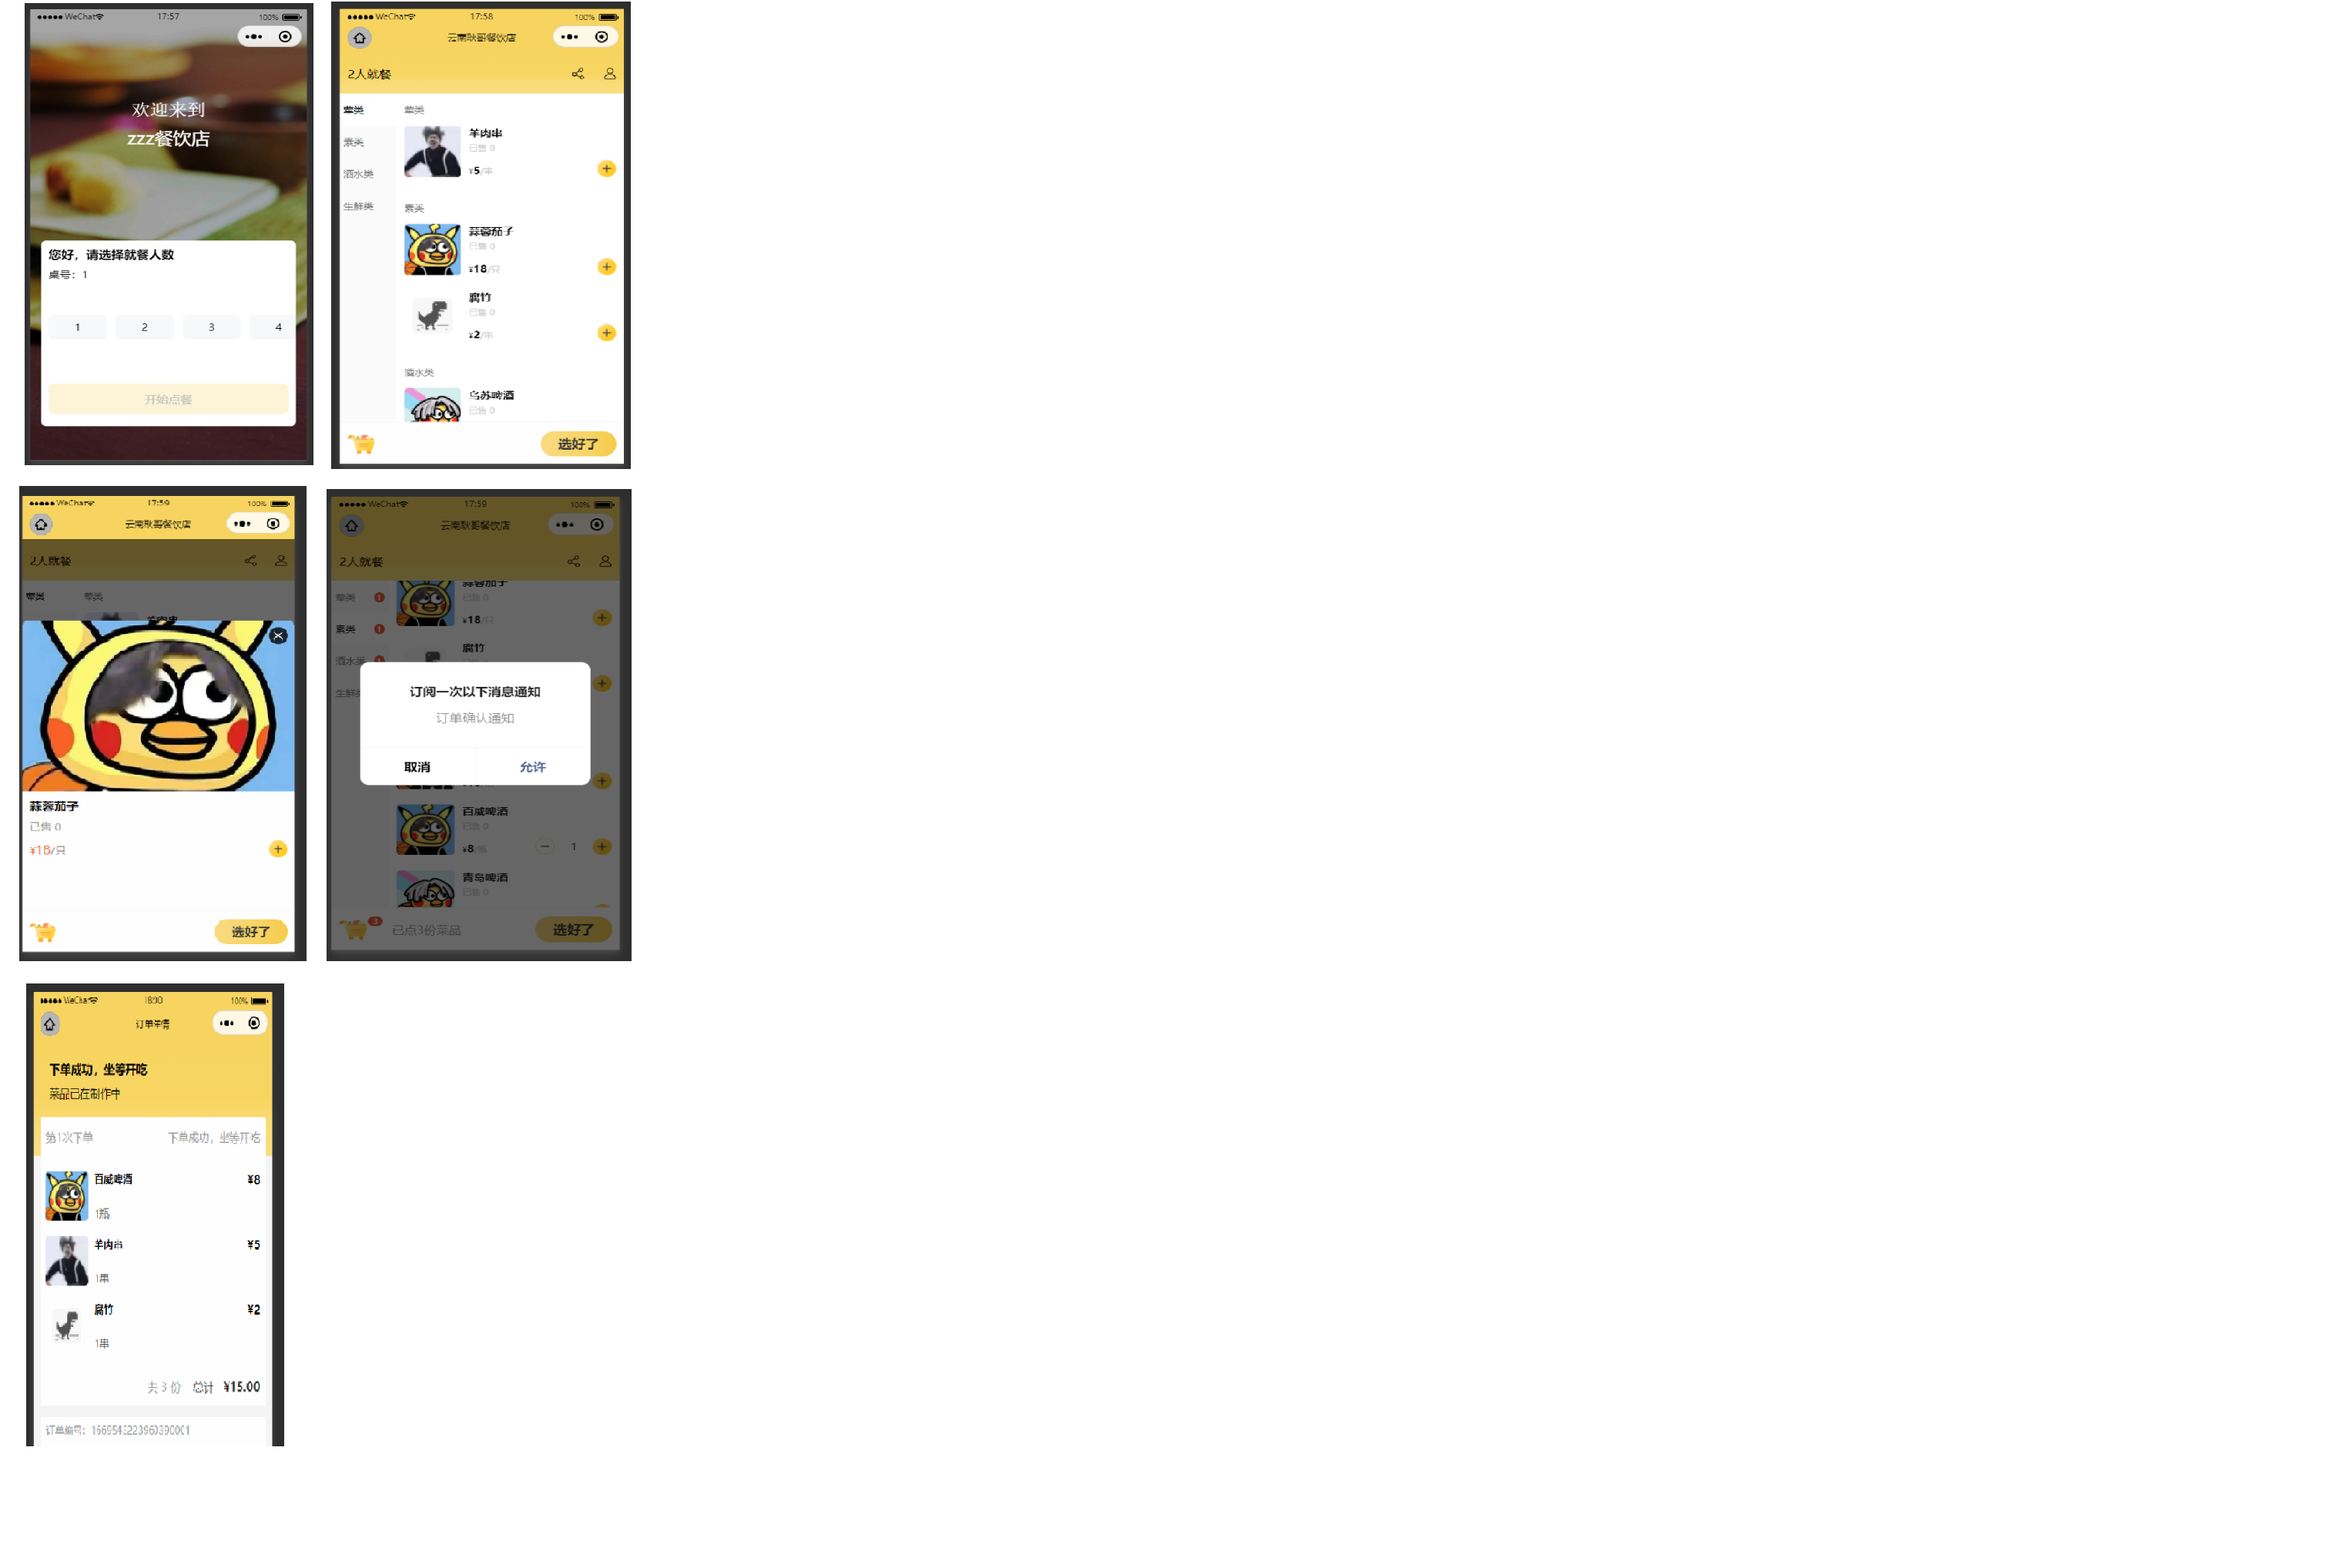 WeChat 17:57 100%
欢迎来到
zzz餐饮店
您好，请选择就餐人数
桌号：1
1 2 3 4
开始点餐
WeChat 17:58 100%
云南耿哥餐饮店
2人就餐
荤类
素类
酒水类
生鲜类
荤类
羊肉串
已售 0
¥5/串
素类
蒜蓉茄子
已售 0
¥18/只
腐竹
已售 0
¥2/串
酒水类
乌苏啤酒
已售 0
选好了
WeChat 17:59 100%
云南耿哥餐饮店
2人就餐
荤类 荤类
羊肉串
蒜蓉茄子
已售 0
¥18/只
选好了
WeChat 17:59 100%
云南耿哥餐饮店
2人就餐
荤类 1
素类 1
酒水类
生鲜类
蒜蓉茄子
已售 0
¥18/只
腐竹
订阅一次以下消息通知
订单确认通知
取消 允许
百威啤酒
已售 0
¥8/瓶 1
青岛啤酒
已售 0
3 已点3份菜品 选好了
WeChat 100%
订单详情
下单成功，坐等开吃
菜品已在制作中
第1次下单 下单成功，坐等开吃
百威啤酒 ¥8
1瓶
羊肉串 ¥5
1串
腐竹 ¥2
1串
共 3 份 总计 ¥15.00
订单编号：